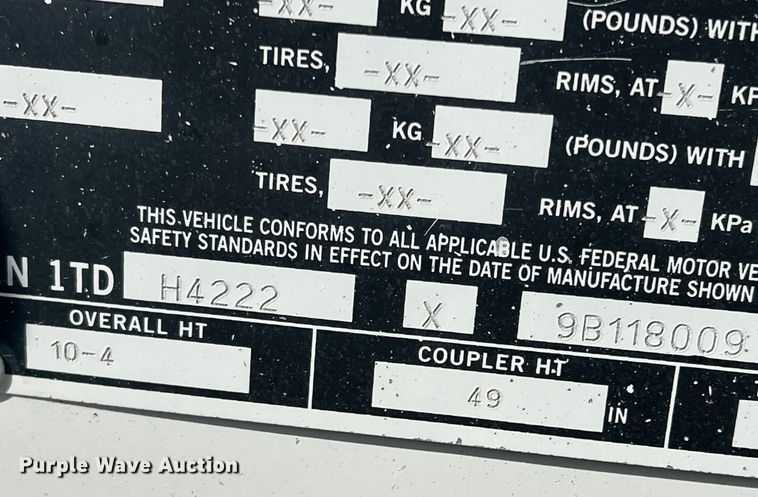 -XX- KG -XX- (POUNDS) WITH
TIRES, -XX- RIMS, AT -X- KP
-XX-
-XX- KG -XX- (POUNDS) WITH
TIRES, -XX- RIMS, AT -X- KPa
THIS VEHICLE CONFORMS TO ALL APPLICABLE U.S. FEDERAL MOTOR VE
SAFETY STANDARDS IN EFFECT ON THE DATE OF MANUFACTURE SHOWN
N 1TD H4222 X 9B118009
OVERALL HT
10-4
COUPLER HT
49 IN
Purple Wave Auction